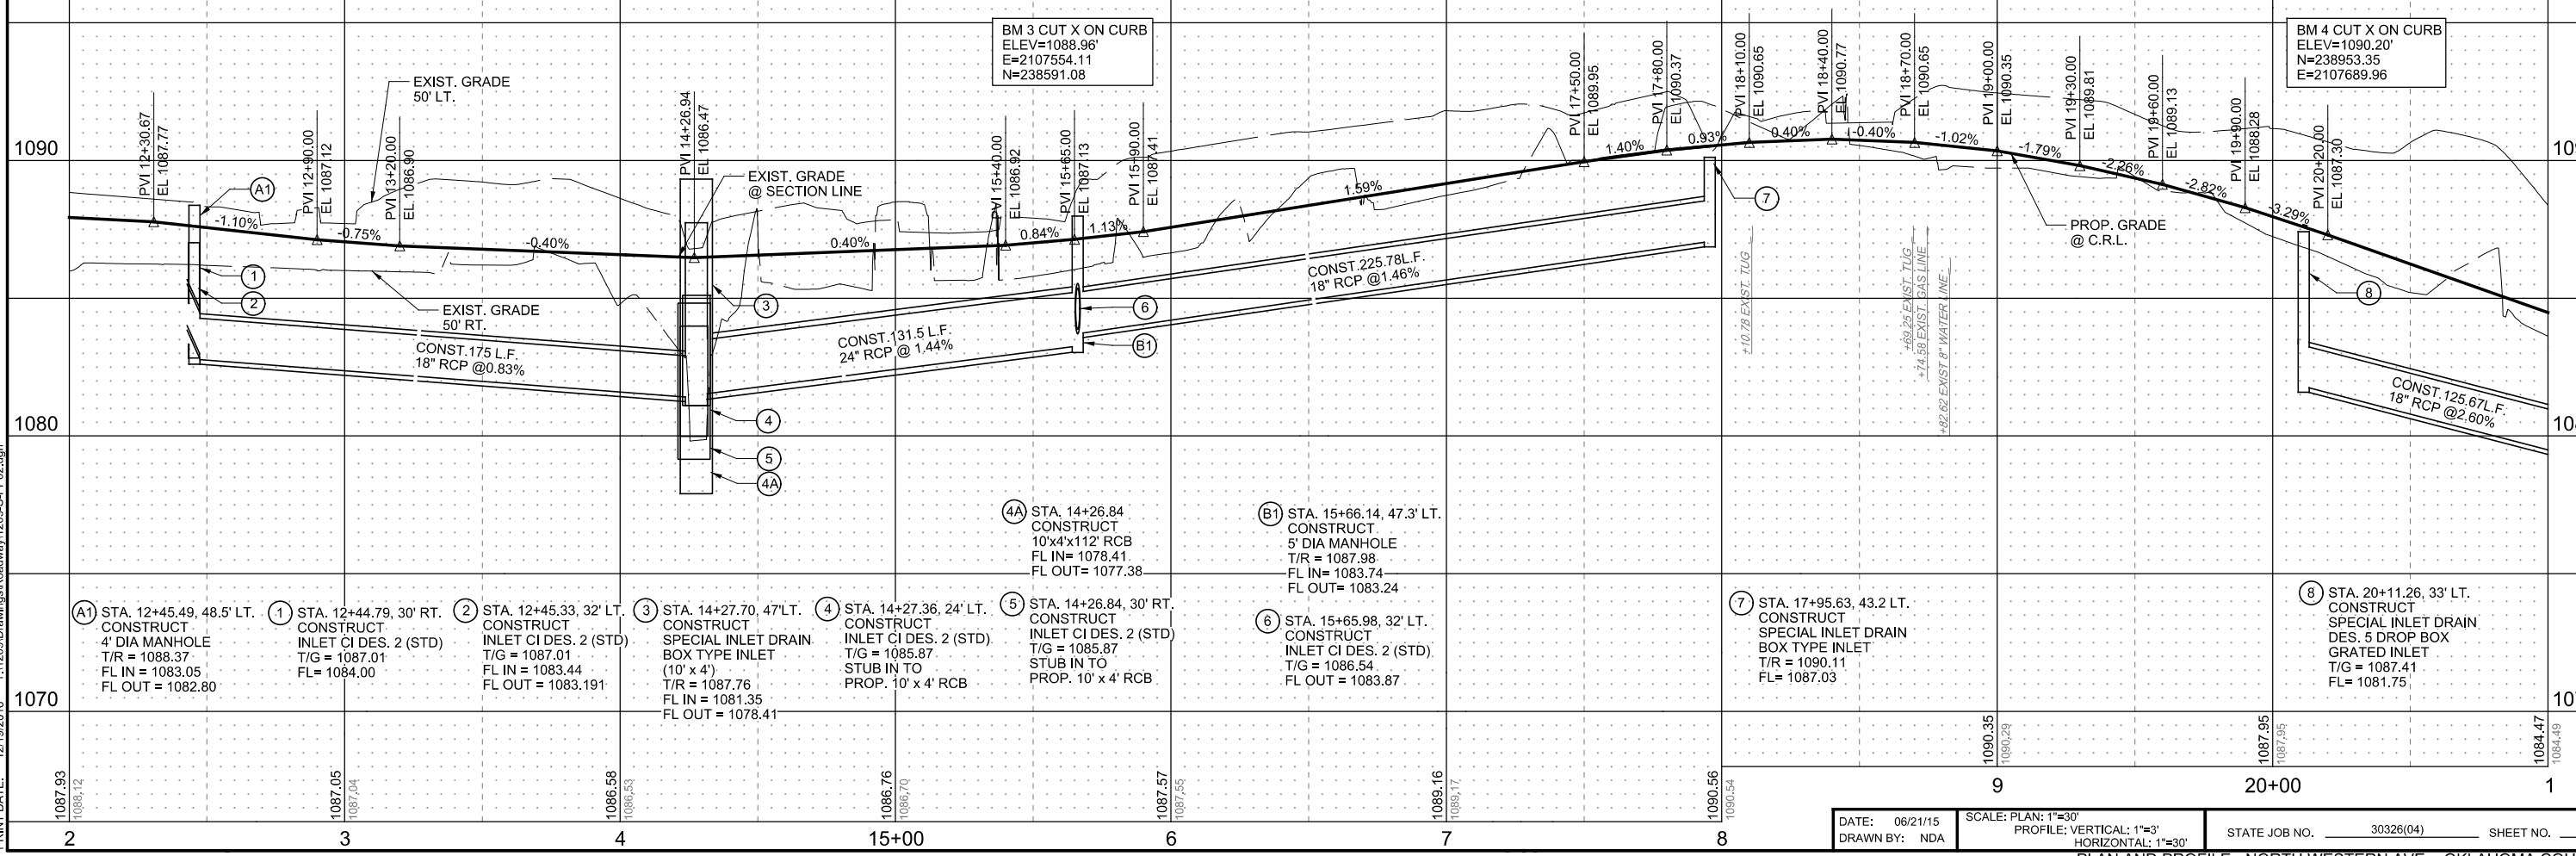 BM 3 CUT X ON CURB
ELEV=1088.96'
E=2107554.11
N=238591.08
BM 4 CUT X ON CURB
ELEV=1090.20'
N=238953.35
E=2107689.96
EXIST. GRADE
50' LT.
EXIST. GRADE
@ SECTION LINE
EXIST. GRADE
50' RT.
PROP. GRADE
@ C.R.L.
1090
1080
1070
PVI 12+30.67
EL 1087.77
PVI 12+90.00
EL 1087.12
PVI 13+20.00
EL 1086.90
PVI 14+26.94
EL 1086.47
PVI 15+40.00
EL 1086.92
PVI 15+65.00
EL 1087.13
PVI 15+90.00
EL 1087.41
PVI 17+50.00
EL 1089.95
PVI 17+80.00
EL 1090.37
PVI 18+10.00
EL 1090.65
PVI 18+40.00
EL 1090.77
PVI 18+70.00
EL 1090.65
PVI 19+00.00
EL 1090.35
PVI 19+30.00
EL 1089.81
PVI 19+60.00
EL 1089.13
PVI 19+90.00
EL 1088.28
PVI 20+20.00
EL 1087.30
-1.10%
-0.75%
-0.40%
0.40%
0.84%
1.13%
1.59%
1.40%
0.93%
0.40%
-0.40%
-1.02%
-1.79%
-2.26%
-2.82%
-3.29%
A1
1
2
3
4
5
4A
6
B1
7
8
CONST.175 L.F.
18" RCP @0.83%
CONST.131.5 L.F.
24" RCP @ 1.44%
CONST.225.78L.F.
18" RCP @1.46%
CONST.125.67L.F.
18" RCP @2.60%
+10.78 EXIST. TUG
+69.25 EXIST. TUG
+74.58 EXIST. GAS LINE
+82.62 EXIST 8" WATER LINE
4A STA. 14+26.84
CONSTRUCT
10'x4'x112' RCB
FL IN= 1078.41
FL OUT= 1077.38
B1 STA. 15+66.14, 47.3' LT.
CONSTRUCT
5' DIA MANHOLE
T/R = 1087.98
FL IN= 1083.74
FL OUT= 1083.24
A1 STA. 12+45.49, 48.5' LT.
CONSTRUCT
4' DIA MANHOLE
T/R = 1088.37
FL IN = 1083.05
FL OUT = 1082.80
1 STA. 12+44.79, 30' RT.
CONSTRUCT
INLET CI DES. 2 (STD)
T/G = 1087.01
FL= 1084.00
2 STA. 12+45.33, 32' LT.
CONSTRUCT
INLET CI DES. 2 (STD)
T/G = 1087.01
FL IN = 1083.44
FL OUT = 1083.191
3 STA. 14+27.70, 47'LT.
CONSTRUCT
SPECIAL INLET DRAIN
BOX TYPE INLET
(10' x 4')
T/R = 1087.76
FL IN = 1081.35
FL OUT = 1078.41
4 STA. 14+27.36, 24' LT.
CONSTRUCT
INLET CI DES. 2 (STD)
T/G = 1085.87
STUB IN TO
PROP. 10' x 4' RCB
5 STA. 14+26.84, 30' RT.
CONSTRUCT
INLET CI DES. 2 (STD)
T/G = 1085.87
STUB IN TO
PROP. 10' x 4' RCB
6 STA. 15+65.98, 32' LT.
CONSTRUCT
INLET CI DES. 2 (STD)
T/G = 1086.54
FL OUT = 1083.87
7 STA. 17+95.63, 43.2 LT.
CONSTRUCT
SPECIAL INLET DRAIN
BOX TYPE INLET
T/R = 1090.11
FL= 1087.03
8 STA. 20+11.26, 33' LT.
CONSTRUCT
SPECIAL INLET DRAIN
DES. 5 DROP BOX
GRATED INLET
T/G = 1087.41
FL= 1081.75
1087.93
1088.12
1087.05
1087.04
1086.58
1086.53
1086.76
1086.70
1087.57
1087.55
1089.16
1089.17
1090.56
1090.54
1090.35
1090.29
1087.95
1087.95
1084.47
1084.49
2
3
4
15+00
6
7
8
9
20+00
1
DATE: 06/21/15
DRAWN BY: NDA
SCALE: PLAN: 1"=30'
PROFILE: VERTICAL: 1"=3'
HORIZONTAL: 1"=30'
STATE JOB NO. 30326(04) SHEET NO.